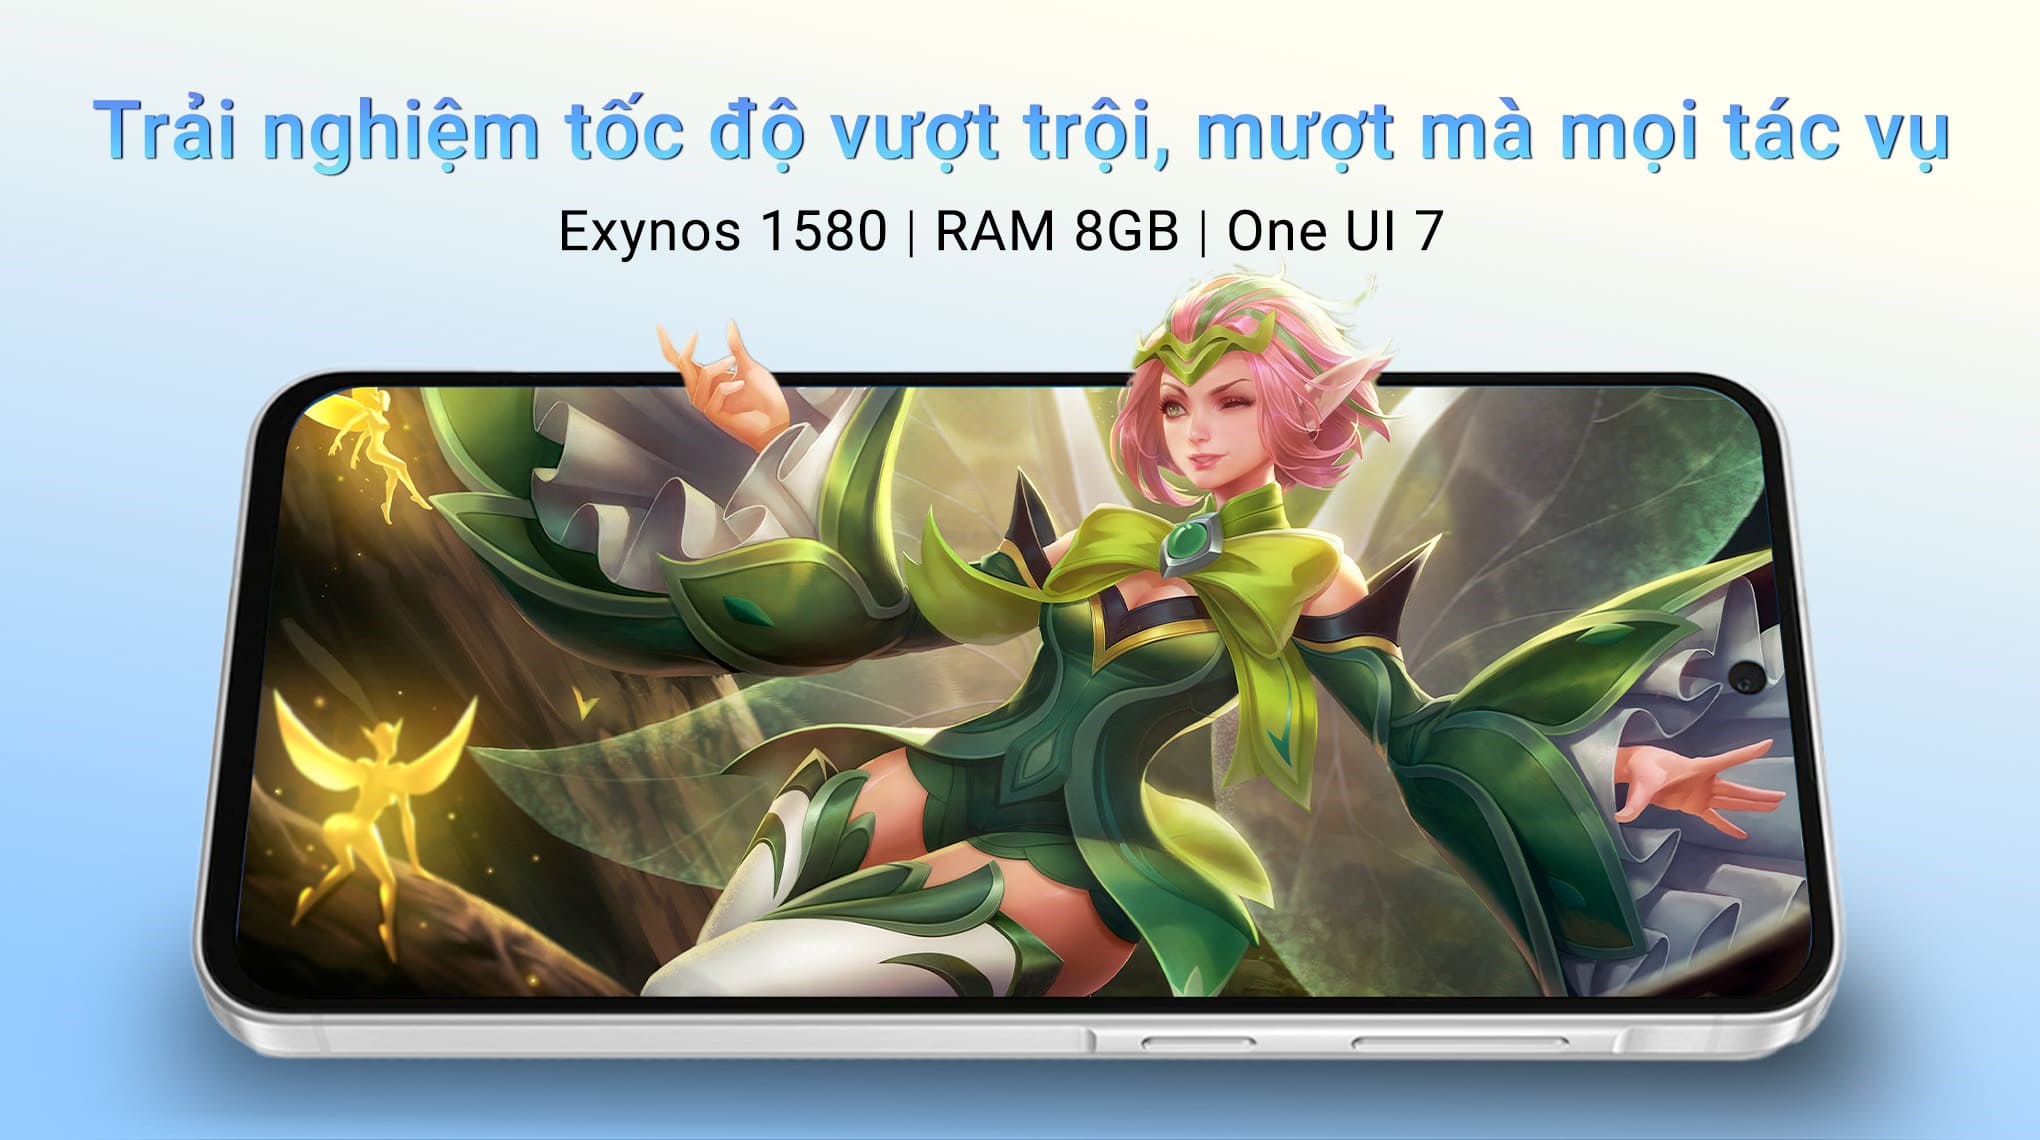 Trải nghiệm tốc độ vượt trội, mượt mà mọi tác vụ
Exynos 1580 | RAM 8GB | One UI 7